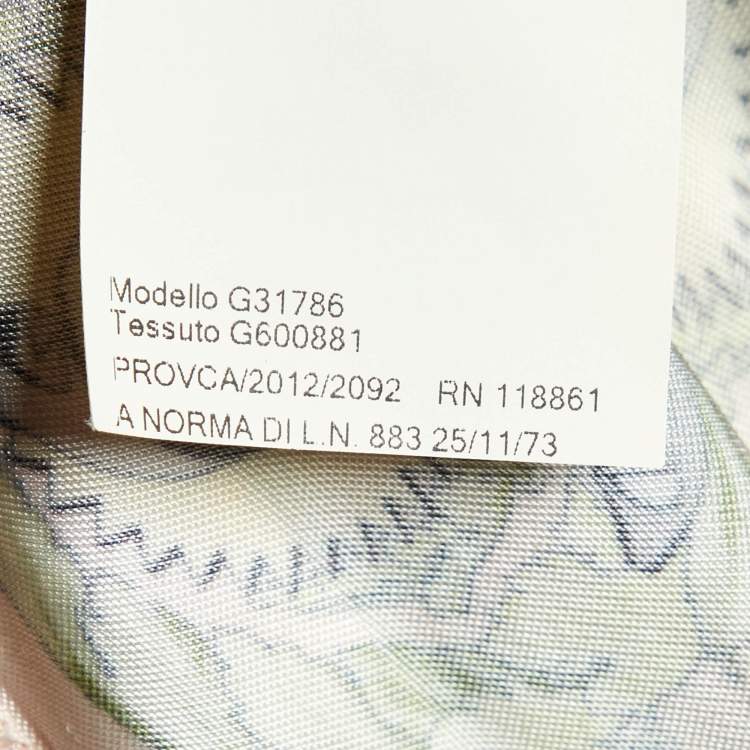 Modello G31786
Tessuto G600881
PROVCA/2012/2092 RN 118861
A NORMA DI L.N. 883 25/11/73